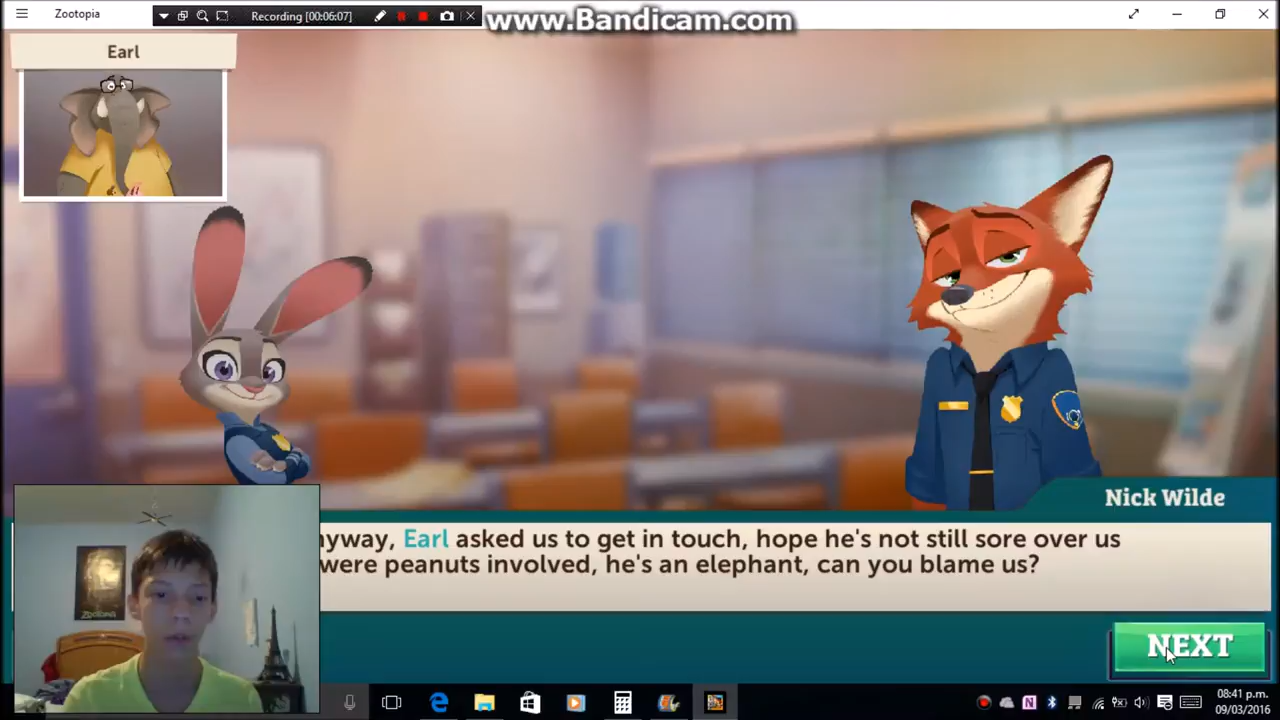 Zootopia
Recording [00:06:07]
www.Bandicam.com
Earl
Nick Wilde
nyway, Earl asked us to get in touch, hope he's not still sore over us
were peanuts involved, he's an elephant, can you blame us?
NEXT
ZOOTOPIA
08:41 p.m.
09/03/2016